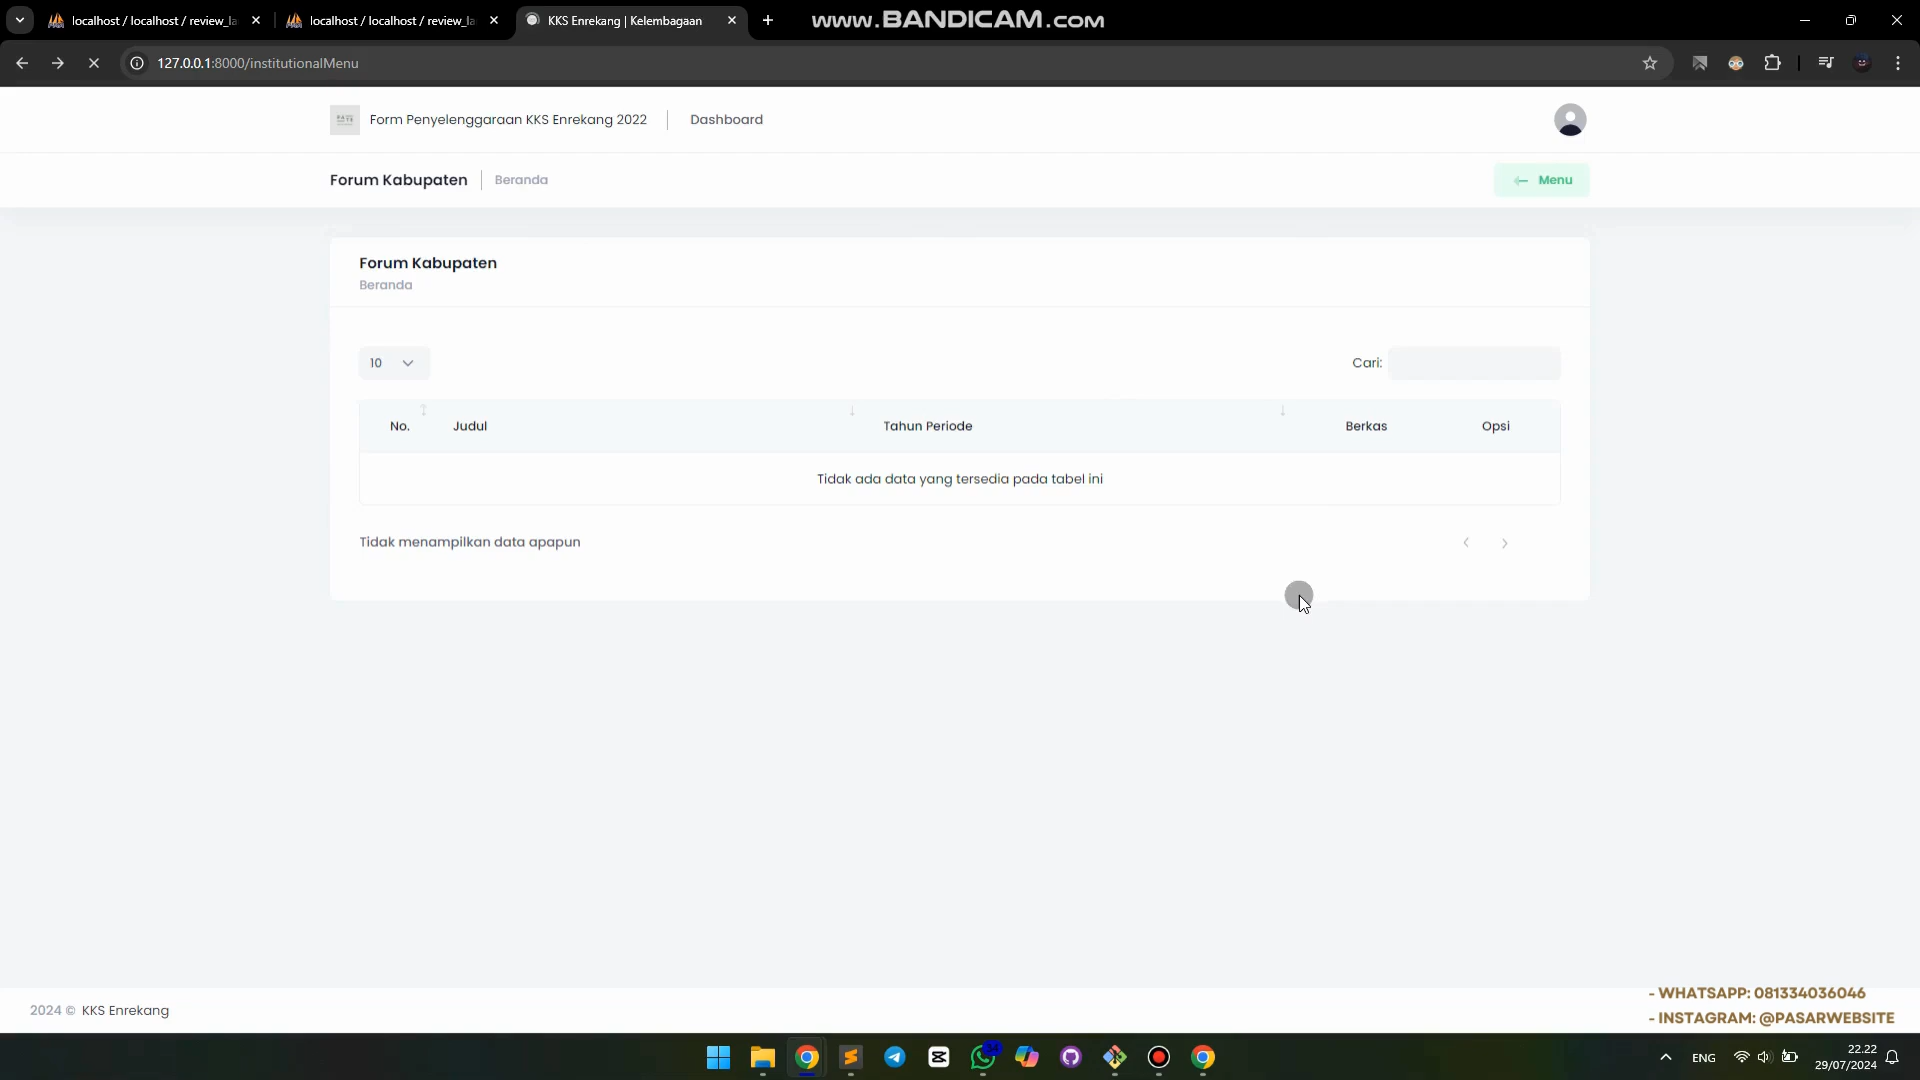 localhost / localhost / review_la
localhost / localhost / review_la
KKS Enrekang | Kelembagaan
www.BANDICAM.com
127.0.0.1:8000/institutionalMenu
Form Penyelenggaraan KKS Enrekang 2022
Dashboard
Forum Kabupaten
Beranda
Menu
Forum Kabupaten
Beranda
10
Cari:
No.
Judul
Tahun Periode
Berkas
Opsi
Tidak ada data yang tersedia pada tabel ini
Tidak menampilkan data apapun
2024 © KKS Enrekang
- WHATSAPP: 081334036046
- INSTAGRAM: @PASARWEBSITE
ENG
22.22
29/07/2024